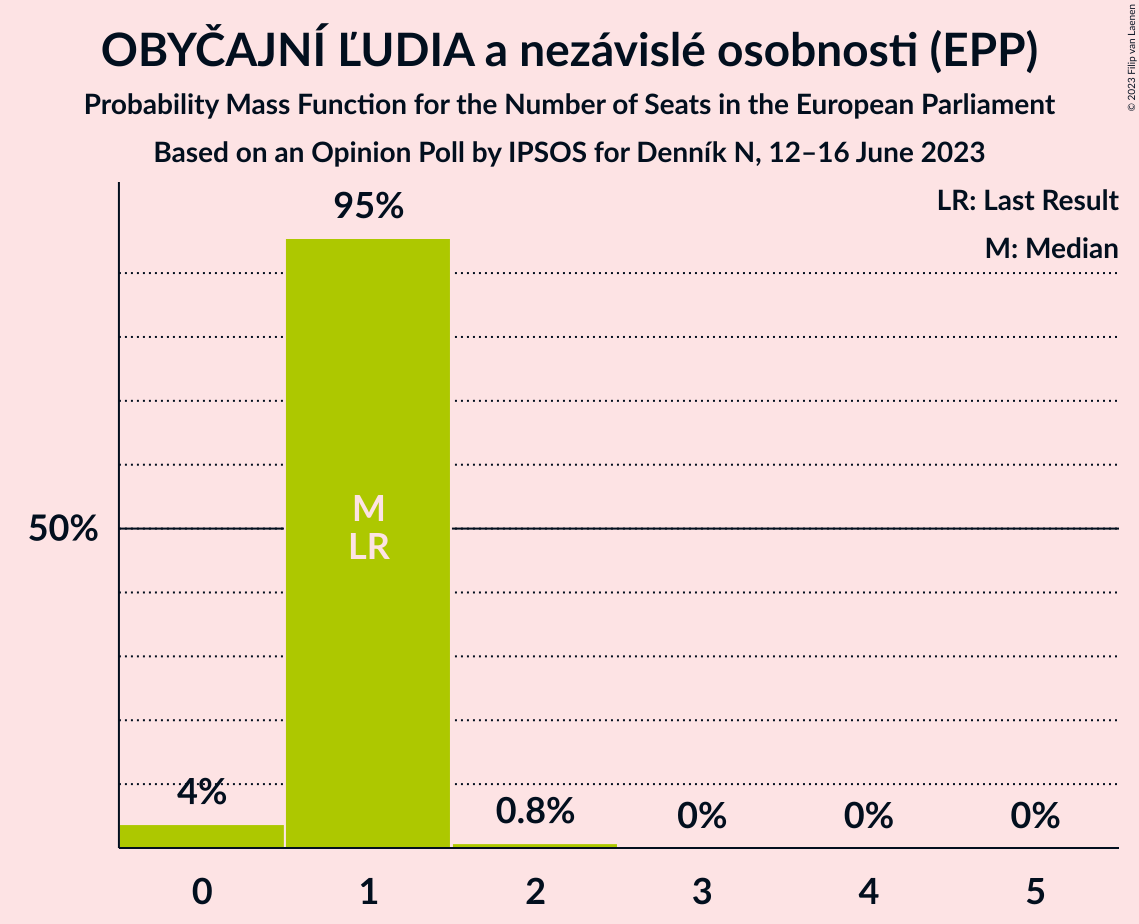 OBYČAJNÍ ĽUDIA a nezávislé osobnosti (EPP)
Probability Mass Function for the Number of Seats in the European Parliament
Based on an Opinion Poll by IPSOS for Denník N, 12–16 June 2023
© 2023 Filip van Laenen
LR: Last Result
M: Median
95%
M
LR
50%
4%
0.8%
0%
0%
0%
0
1
2
3
4
5